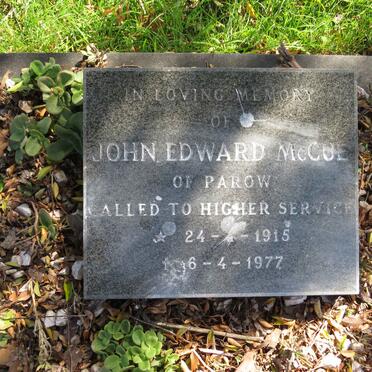 IN LOVING MEMORY
OF
JOHN EDWARD McCUE
OF PAROW
CALLED TO HIGHER SERVICE
24- -1915
6-4-1977